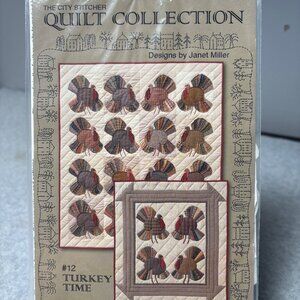 THE CITY STITCHER
QUILT COLLECTION
Designs by Janet Miller
#12
TURKEY
TIME